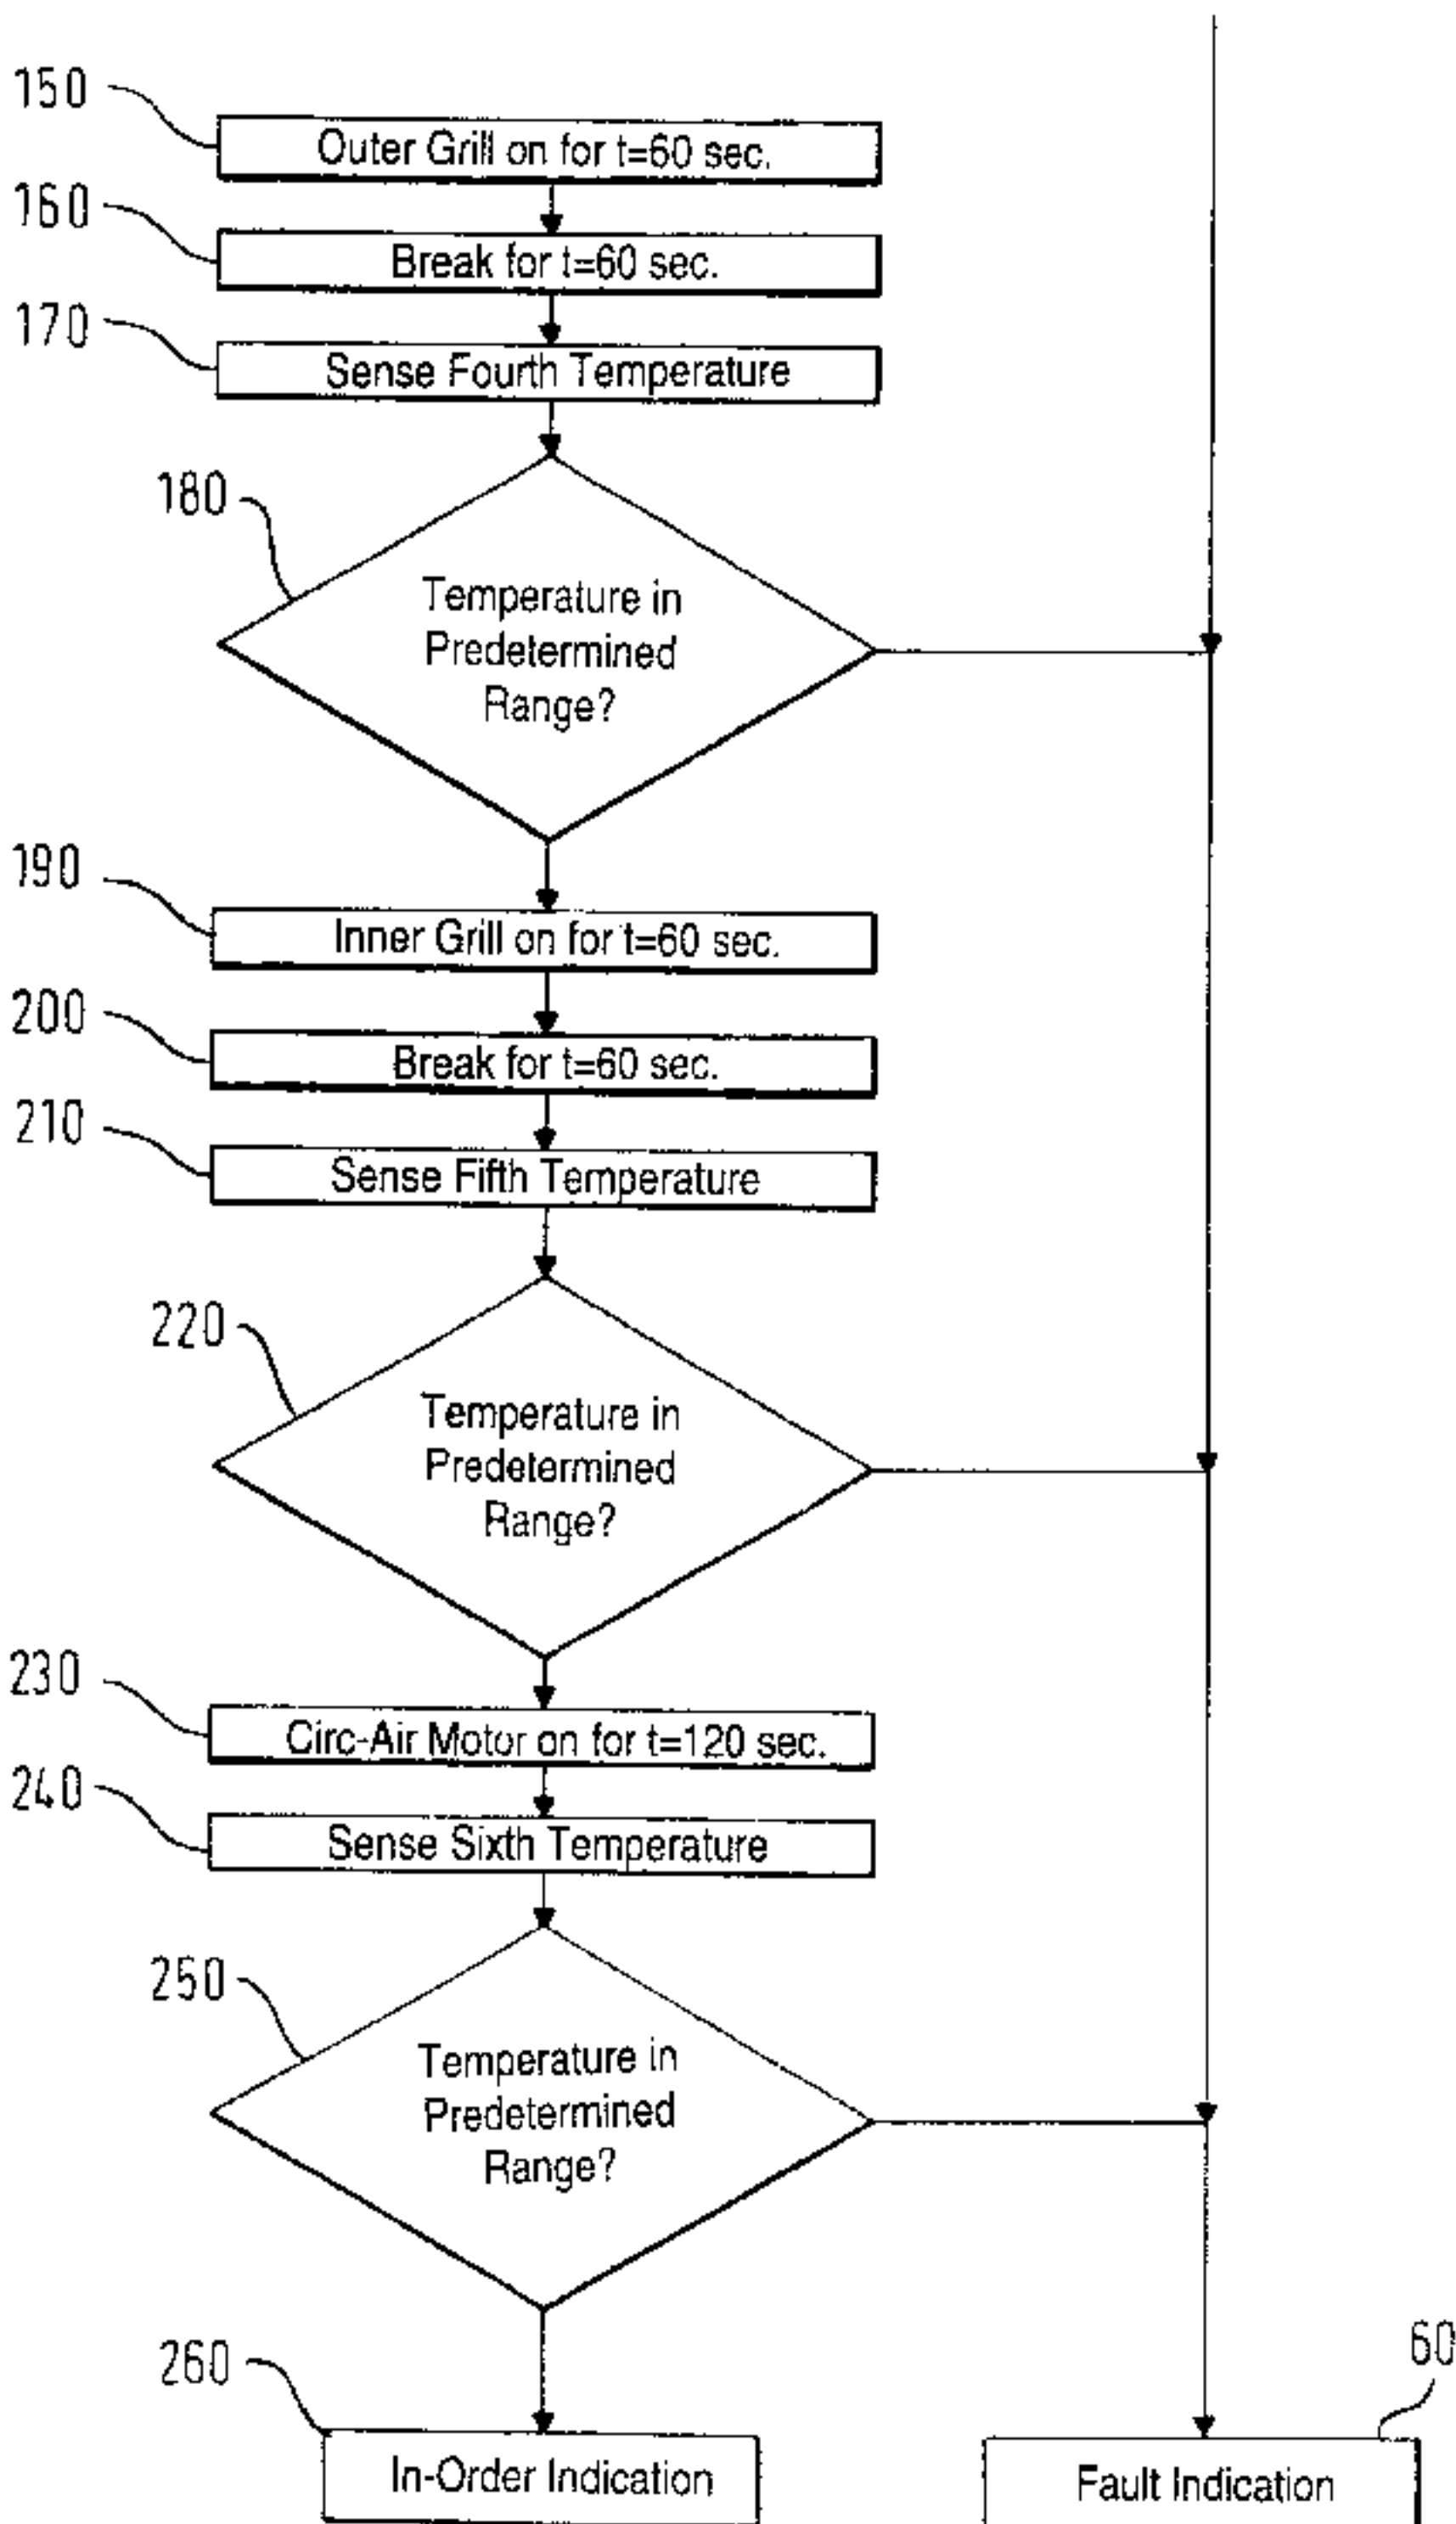 150
Outer Grill on for t=60 sec.
160
Break for t=60 sec.
170
Sense Fourth Temperature
180
Temperature in
Predetermined
Range?
190
Inner Grill on for t=60 sec.
200
Break for t=60 sec.
210
Sense Fifth Temperature
220
Temperature in
Predetermined
Range?
230
Circ-Air Motor on for t=120 sec.
240
Sense Sixth Temperature
250
Temperature in
Predetermined
Range?
260
In-Order Indication
60
Fault Indication